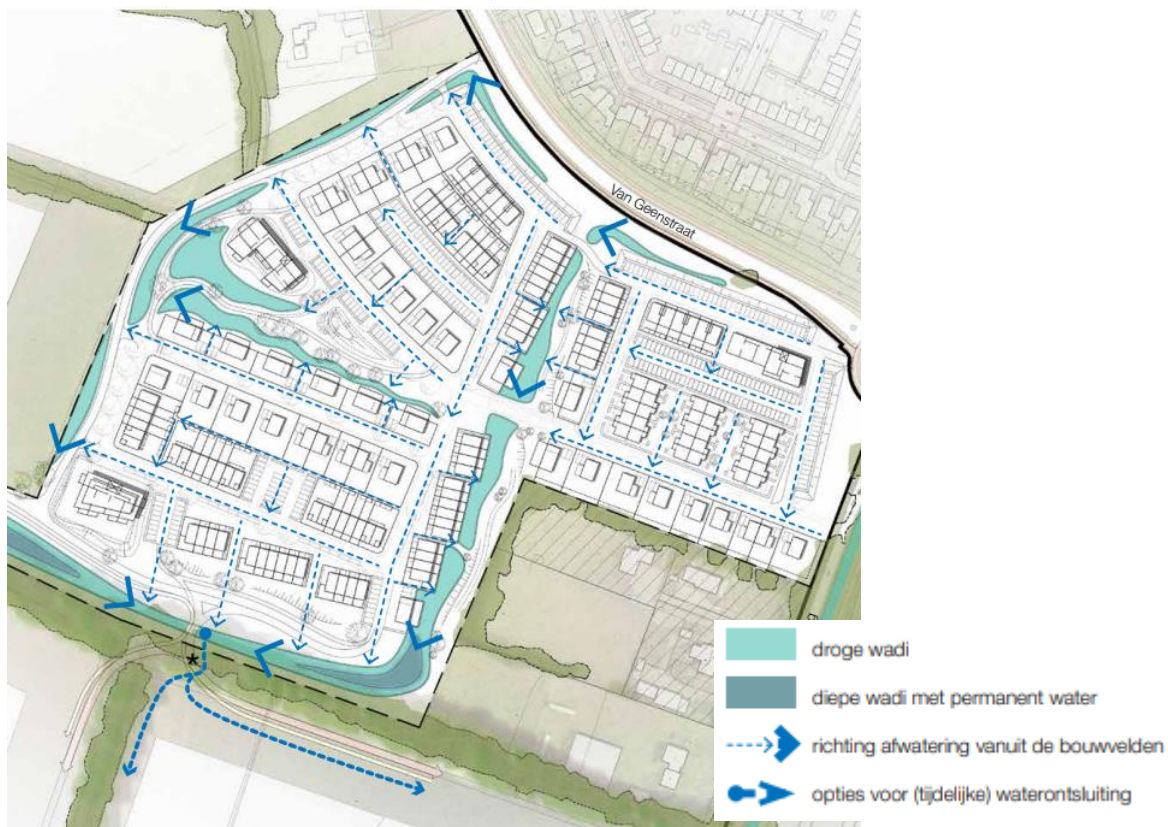 Van Geenstraat
*
droge wadi
diepe wadi met permanent water
richting afwatering vanuit de bouwvelden
opties voor (tijdelijke) waterontsluiting